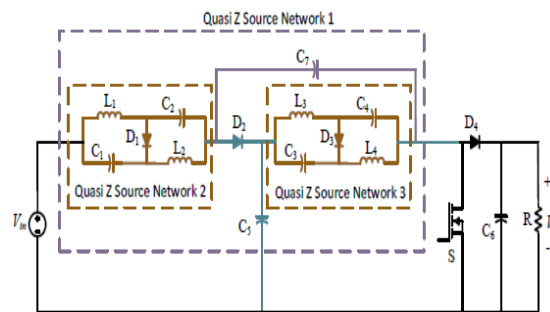 Quasi Z Source Network 1
C7
L1
C2
L3
C4
D1
D2
D3
D4
C1
L2
C3
L4
Quasi Z Source Network 2
Quasi Z Source Network 3
Vin
C5
S
C6
R
+
-